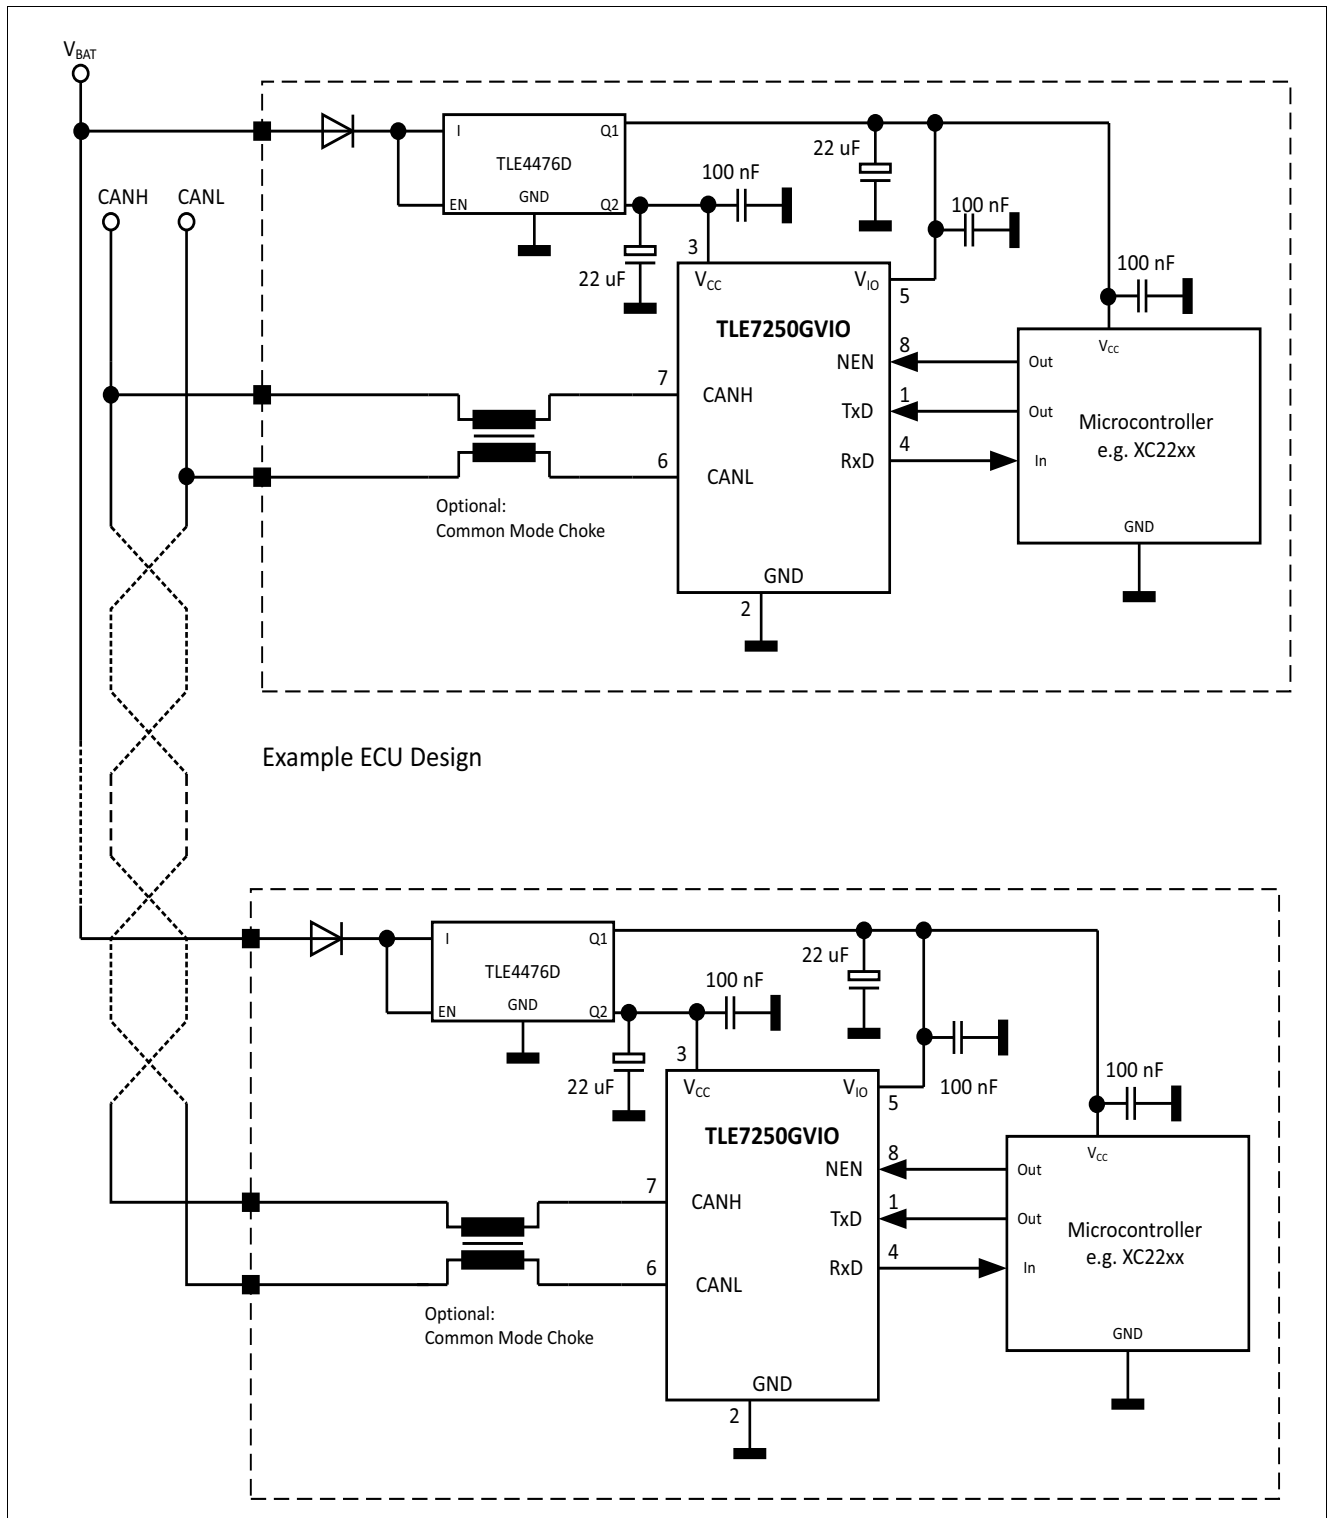 VBAT
CANH
CANL
I
Q1
TLE4476D
EN
GND
Q2
22 uF
100 nF
22 uF
100 nF
100 nF
3
VCC
VIO
5
TLE7250GVIO
NEN
8
Out
VCC
7
CANH
TxD
1
Out
Microcontroller
e.g. XC22xx
6
CANL
RxD
4
In
Optional:
Common Mode Choke
GND
GND
2
Example ECU Design
I
Q1
TLE4476D
EN
GND
Q2
22 uF
100 nF
22 uF
100 nF
100 nF
3
VCC
VIO
5
TLE7250GVIO
NEN
8
Out
VCC
7
CANH
TxD
1
Out
Microcontroller
e.g. XC22xx
6
CANL
RxD
4
In
Optional:
Common Mode Choke
GND
GND
2